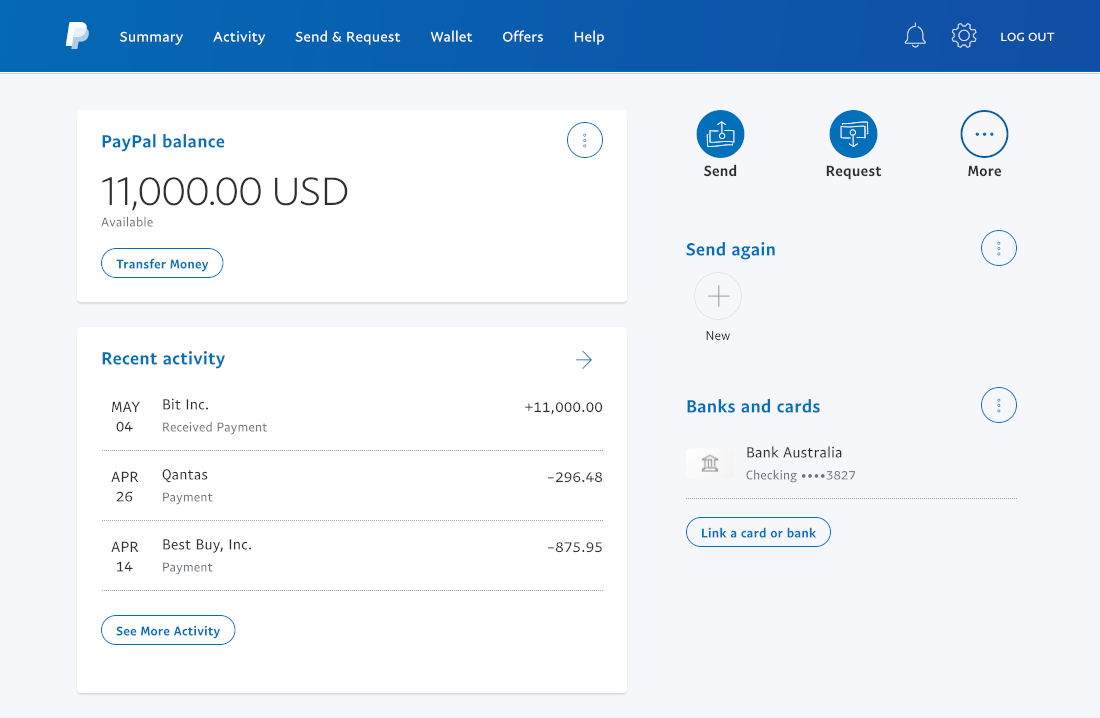 Summary Activity Send & Request Wallet Offers Help LOG OUT
PayPal balance
11,000.00 USD
Available
Transfer Money
Recent activity
MAY 04 Bit Inc. +11,000.00
Received Payment
APR 26 Qantas −296.48
Payment
APR 14 Best Buy, Inc. −875.95
Payment
See More Activity
Send Request More
Send again
New
Banks and cards
Bank Australia
Checking ••••3827
Link a card or bank